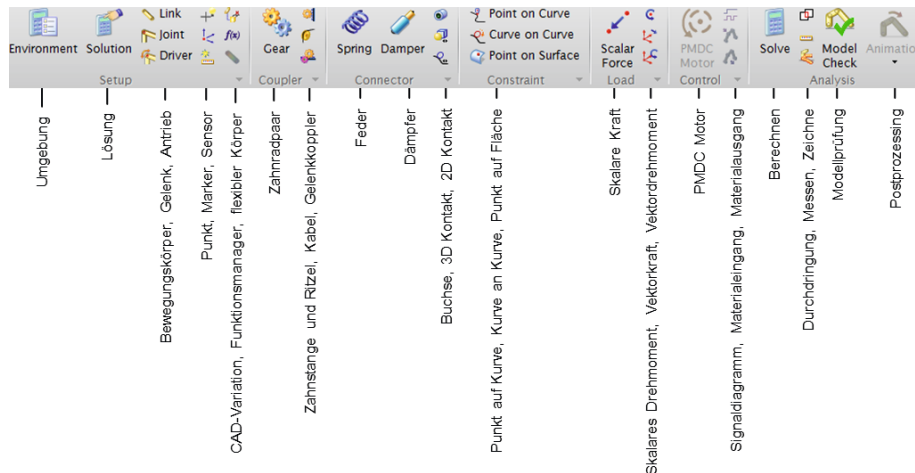 Link
Joint
Driver
Environment
Solution
Gear
Spring
Damper
Point on Curve
Curve on Curve
Point on Surface
Scalar
Force
PMDC
Motor
Solve
Model
Check
Animatio
f(x)
Setup
Coupler
Connector
Constraint
Load
Control
Analysis
Umgebung
Lösung
Bewegungskörper, Gelenk, Antrieb
Punkt, Marker, Sensor
CAD-Variation, Funktionsmanager, flexibler Körper
Zahnradpaar
Zahnstange und Ritzel, Kabel, Gelenkkoppler
Feder
Dämpfer
Buchse, 3D Kontakt, 2D Kontakt
Punkt auf Kurve, Kurve an Kurve, Punkt auf Fläche
Skalare Kraft
Skalares Drehmoment, Vektorkraft, Vektordrehmoment
PMDC Motor
Signaldiagramm, Materialeingang, Materialausgang
Berechnen
Durchdringung, Messen, Zeichne
Modellprüfung
Postprozessing